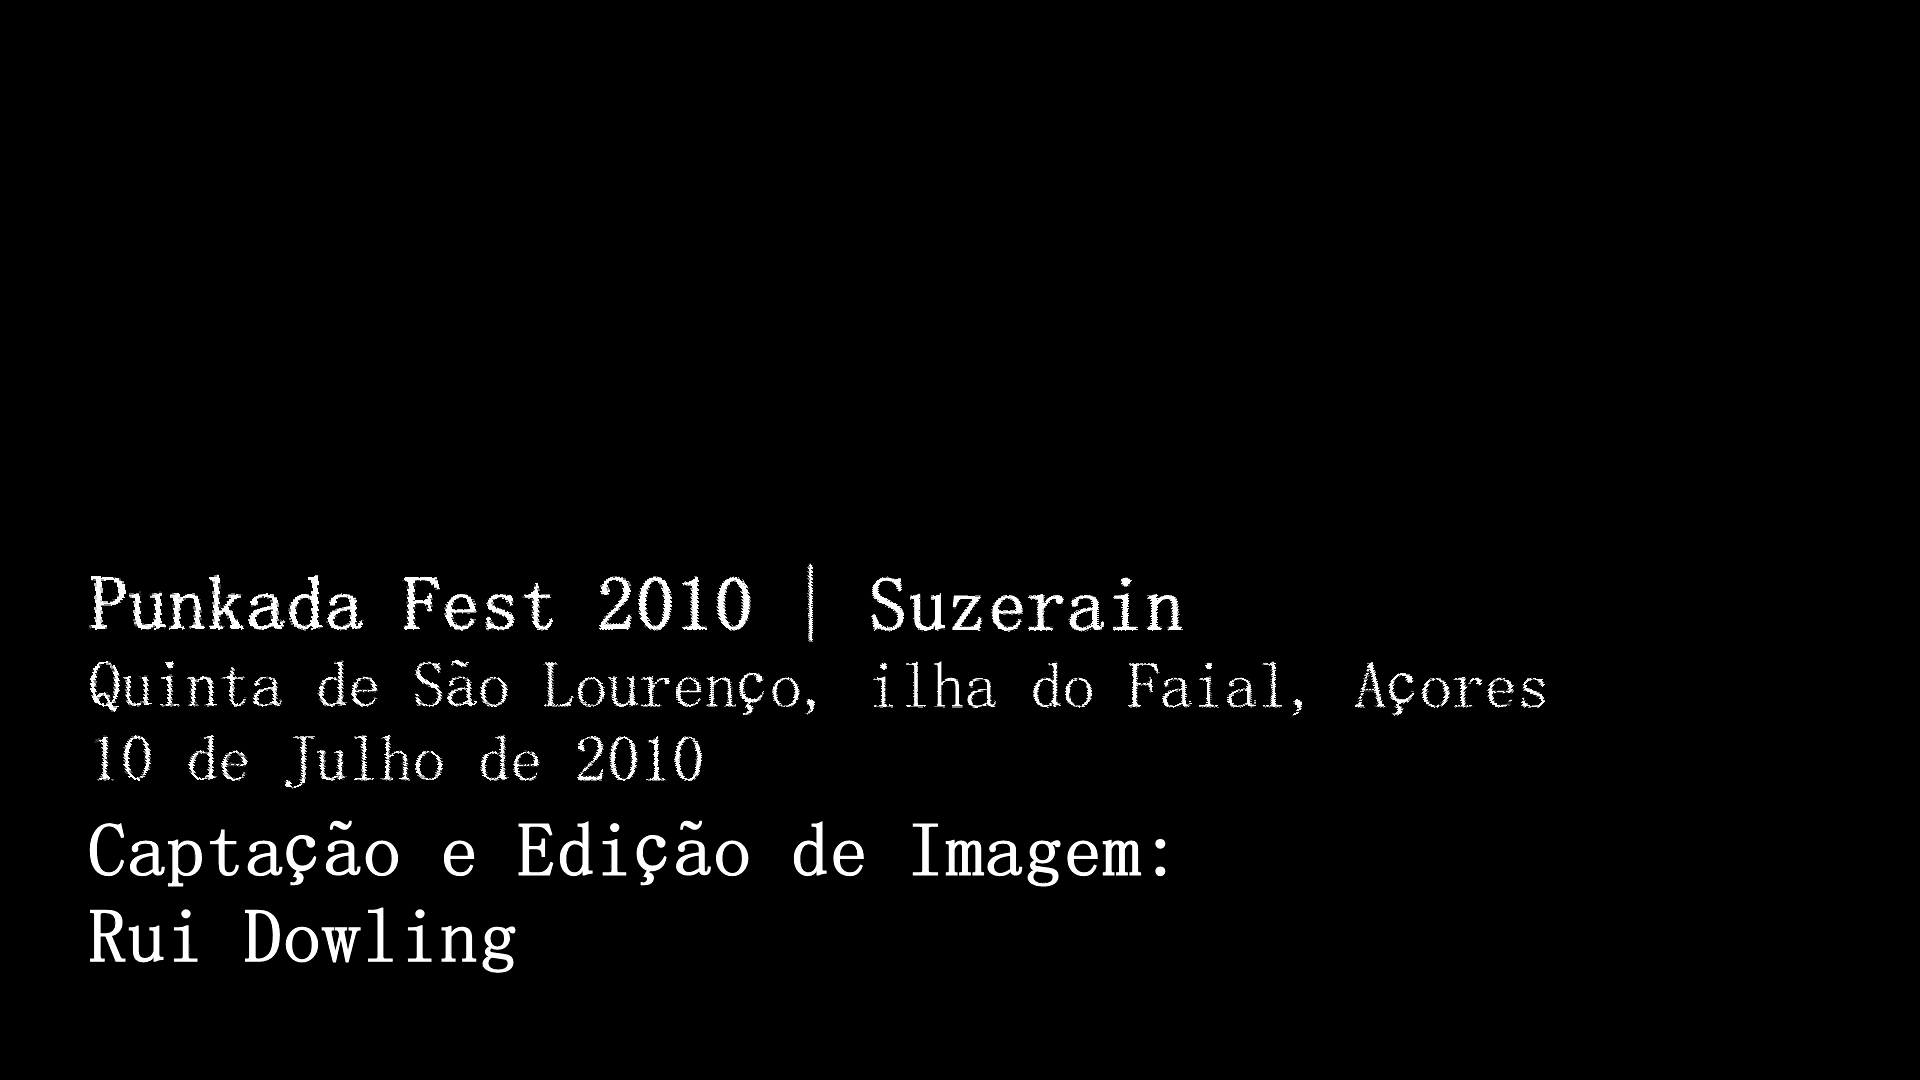 Punkada Fest 2010 | Suzerain
Quinta de São Lourenço, ilha do Faial, Açores
10 de Julho de 2010
Captação e Edição de Imagem:
Rui Dowling